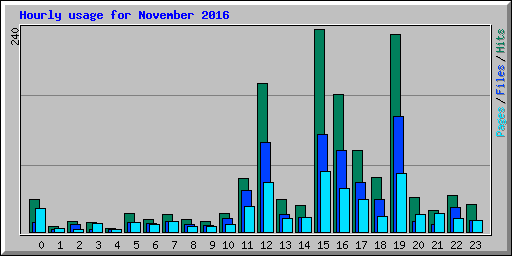 Hourly usage for November 2016
240
Pages / Files / Hits
0 1 2 3 4 5 6 7 8 9 10 11 12 13 14 15 16 17 18 19 20 21 22 23